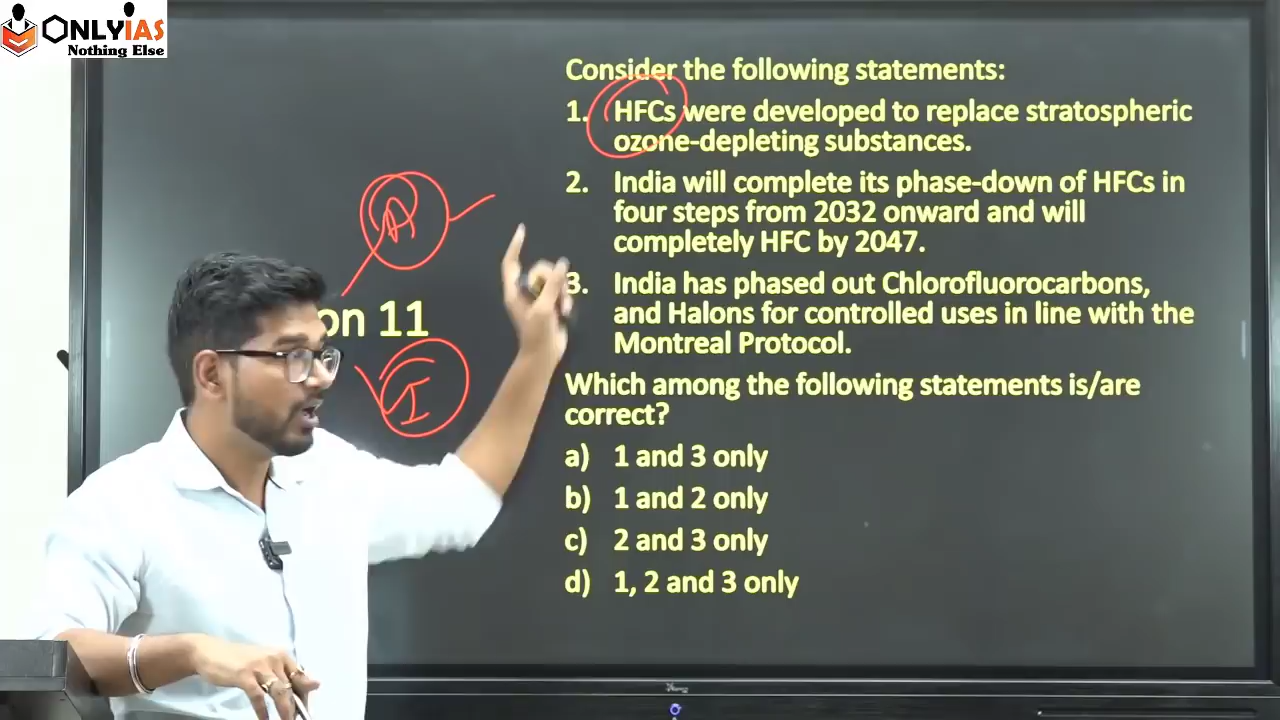 ONLYIAS
Nothing Else
Consider the following statements:
1. HFCs were developed to replace stratospheric
ozone-depleting substances.
2. India will complete its phase-down of HFCs in
four steps from 2032 onward and will
completely HFC by 2047.
3. India has phased out Chlorofluorocarbons,
and Halons for controlled uses in line with the
Montreal Protocol.
Which among the following statements is/are
correct?
a) 1 and 3 only
b) 1 and 2 only
c) 2 and 3 only
d) 1, 2 and 3 only
A
on 11
I